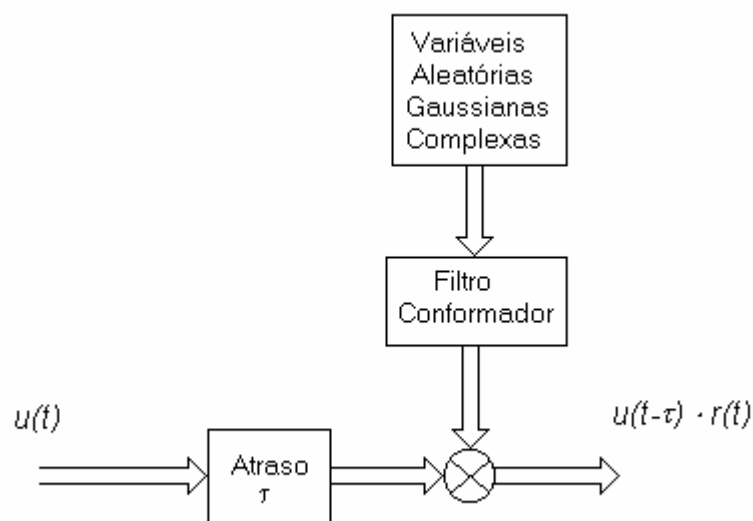 Variáveis
Aleatórias
Gaussianas
Complexas
Filtro
Conformador
u(t)
u(t-τ) · r(t)
Atraso
τ